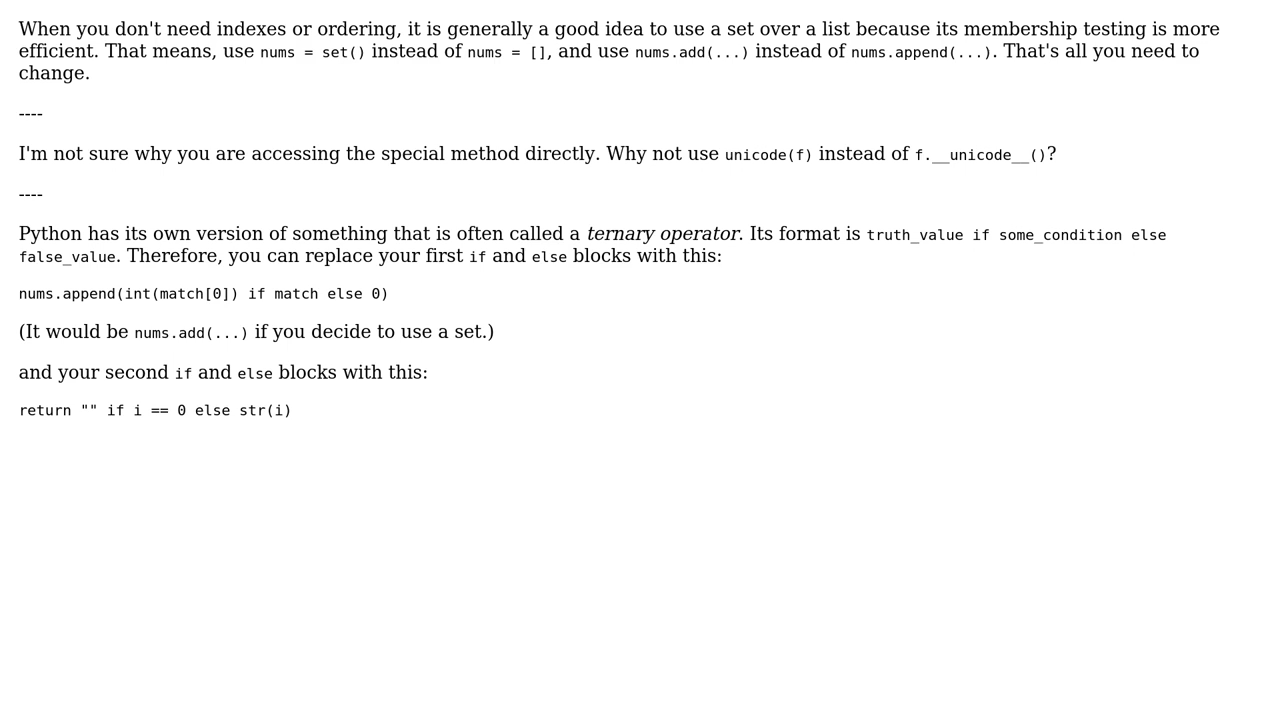 When you don't need indexes or ordering, it is generally a good idea to use a set over a list because its membership testing is more
efficient. That means, use nums = set() instead of nums = [], and use nums.add(...) instead of nums.append(...). That's all you need to
change.
----
I'm not sure why you are accessing the special method directly. Why not use unicode(f) instead of f.__unicode__()?
----
Python has its own version of something that is often called a ternary operator. Its format is truth_value if some_condition else
false_value. Therefore, you can replace your first if and else blocks with this:
nums.append(int(match[0]) if match else 0)
(It would be nums.add(...) if you decide to use a set.)
and your second if and else blocks with this:
return "" if i == 0 else str(i)